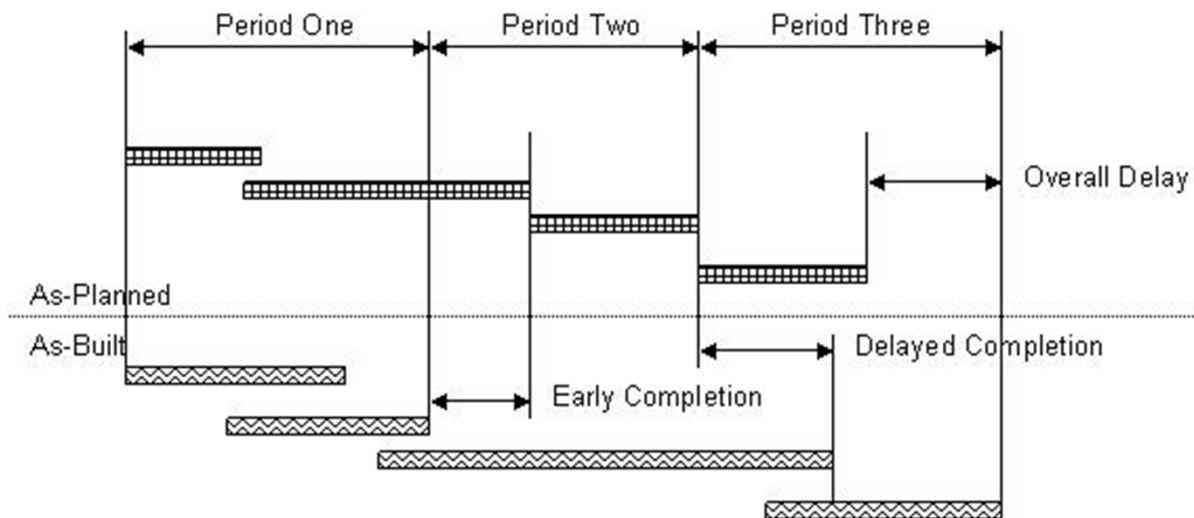 Period One
Period Two
Period Three
Overall Delay
As-Planned
As-Built
Delayed Completion
Early Completion